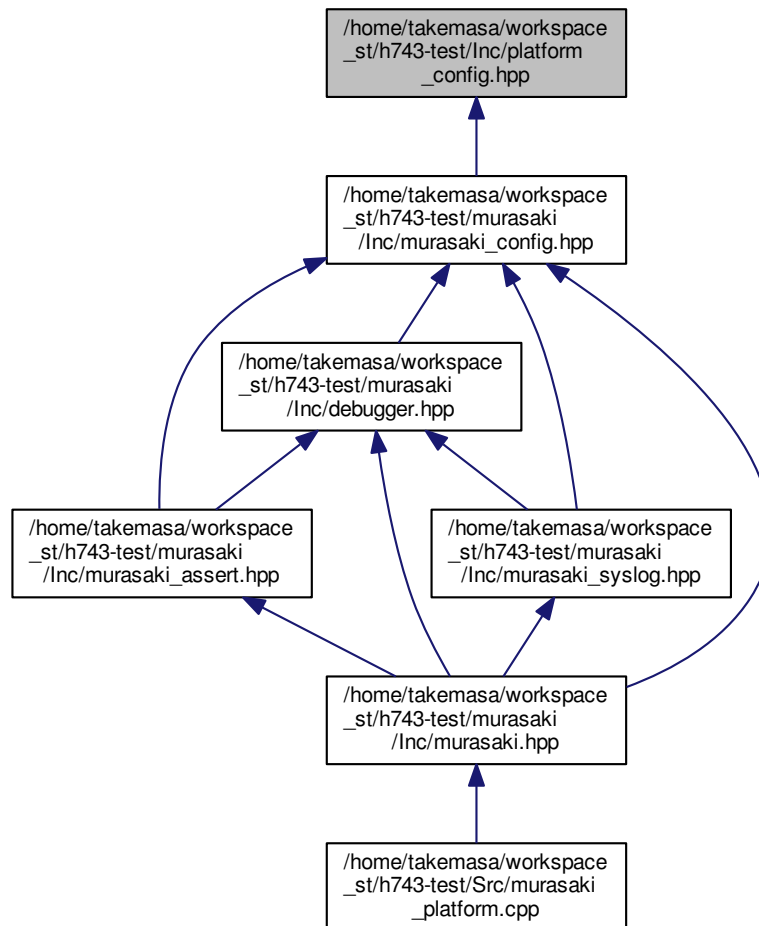 /home/takemasa/workspace
_st/h743-test/Inc/platform
_config.hpp
/home/takemasa/workspace
_st/h743-test/murasaki
/Inc/murasaki_config.hpp
/home/takemasa/workspace
_st/h743-test/murasaki
/Inc/debugger.hpp
/home/takemasa/workspace
_st/h743-test/murasaki
/Inc/murasaki_assert.hpp
/home/takemasa/workspace
_st/h743-test/murasaki
/Inc/murasaki_syslog.hpp
/home/takemasa/workspace
_st/h743-test/murasaki
/Inc/murasaki.hpp
/home/takemasa/workspace
_st/h743-test/Src/murasaki
_platform.cpp